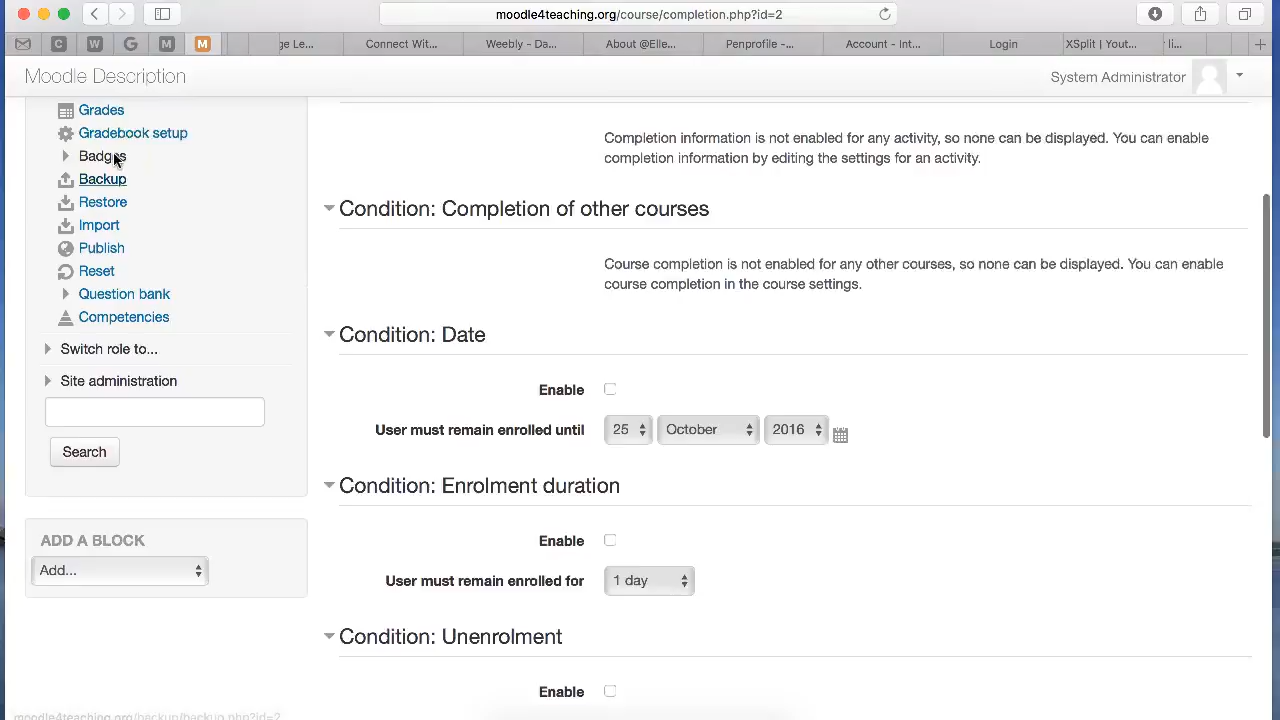 moodle4teaching.org/course/completion.php?id=2
C W G M M ge Le... Connect Wit... Weebly - Da... About @Elle... Penprofile -... Account - Int... Login XSplit | Yout... li...
Moodle Description
System Administrator
Grades
Gradebook setup
Badges
Backup
Restore
Import
Publish
Reset
Question bank
Competencies
Switch role to...
Site administration
Search
ADD A BLOCK
Add...
Completion information is not enabled for any activity, so none can be displayed. You can enable
completion information by editing the settings for an activity.
Condition: Completion of other courses
Course completion is not enabled for any other courses, so none can be displayed. You can enable
course completion in the course settings.
Condition: Date
Enable
User must remain enrolled until 25 October 2016
Condition: Enrolment duration
Enable
User must remain enrolled for 1 day
Condition: Unenrolment
Enable
moodle4teaching.org/backup/backup.php?id=2